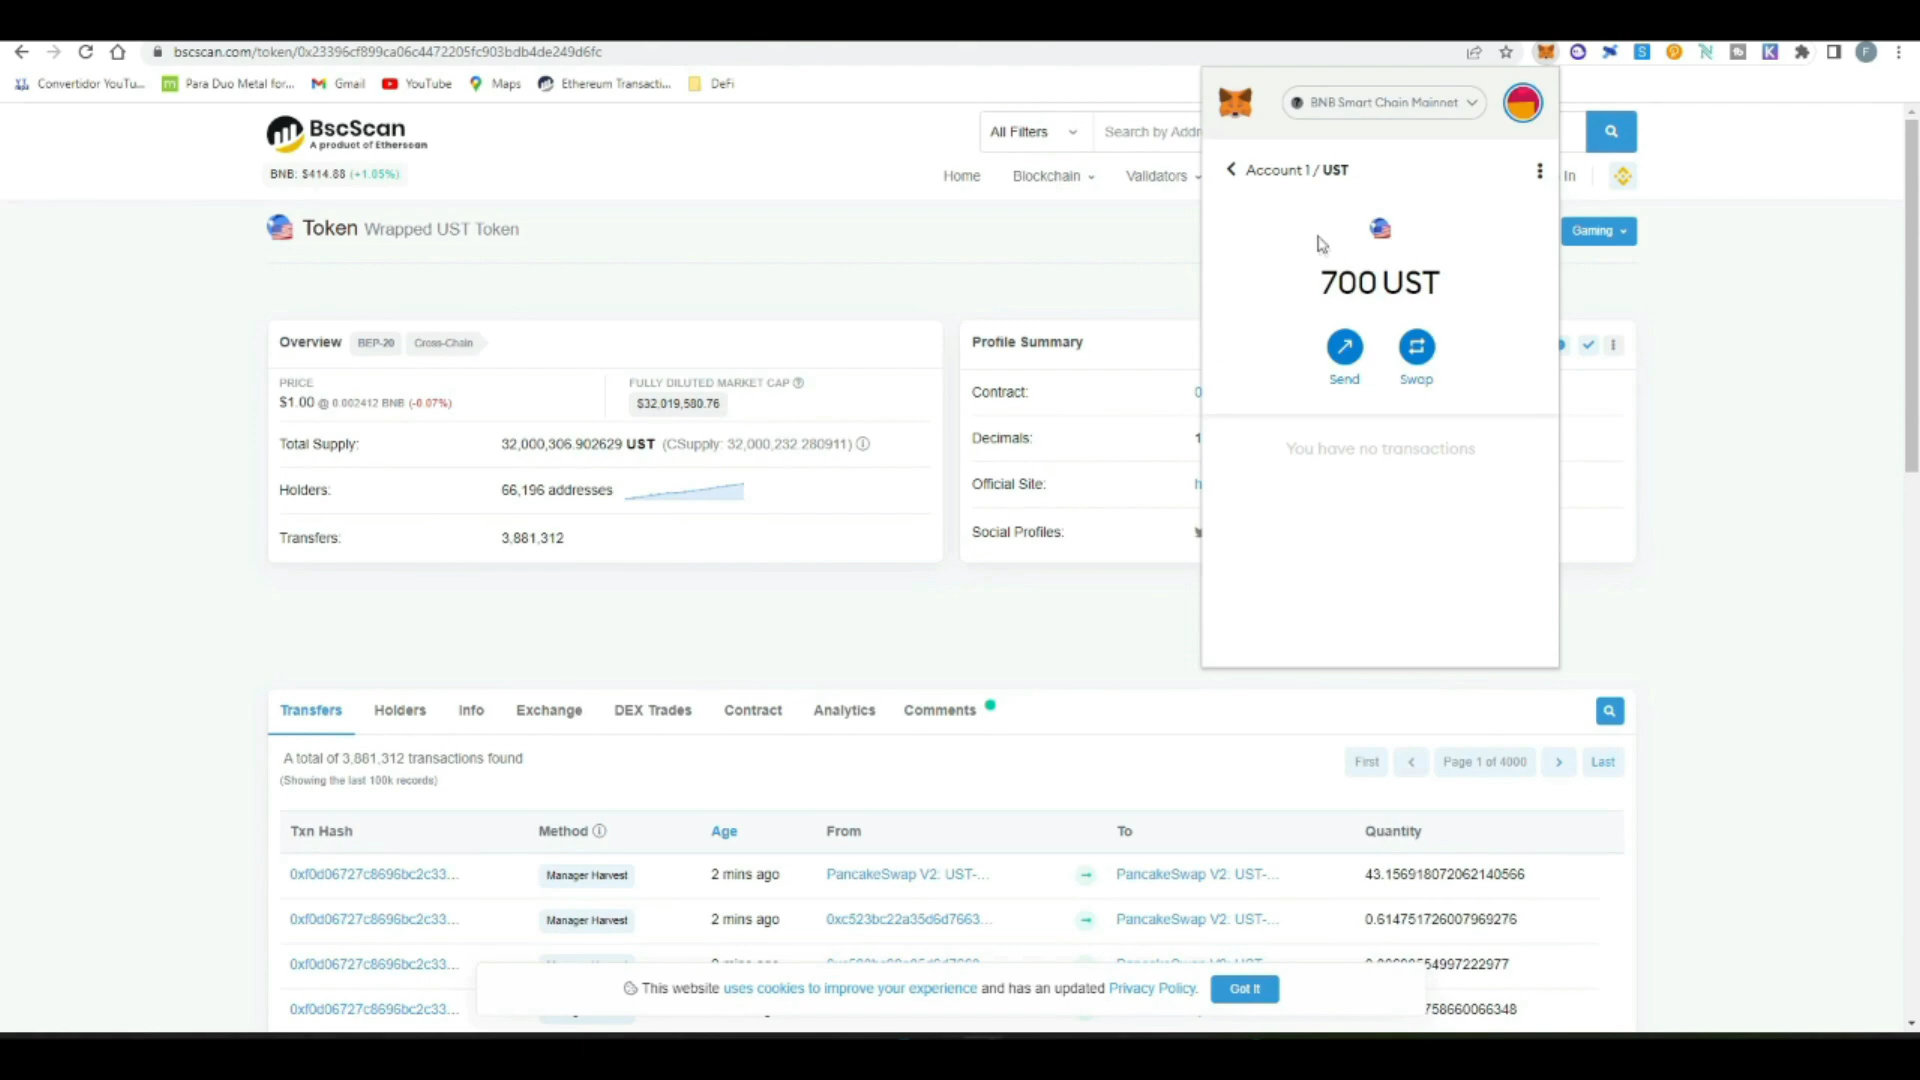 bscscan.com/token/0x23396cf899ca06c4472205fc903bdb4de249d6fc
Convertidor YouTu... Para Duo Metal for... Gmail YouTube Maps Ethereum Transacti... DeFi
BscScan
A product of Etherscan
BNB: $414.88 (+1.05%)
All Filters Search by Addr
Home Blockchain Validators In
BNB Smart Chain Mainnet
Account 1 / UST
700 UST
Send Swap
You have no transactions
Token Wrapped UST Token
Gaming
Overview BEP-20 Cross-Chain
PRICE
$1.00 @ 0.002412 BNB (-0.07%)
FULLY DILUTED MARKET CAP
$32,019,580.76
Total Supply: 32,000,306.902629 UST (CSupply: 32,000,232.280911)
Holders: 66,196 addresses
Transfers: 3,881,312
Profile Summary
Contract: 0
Decimals: 1
Official Site: h
Social Profiles:
Transfers Holders Info Exchange DEX Trades Contract Analytics Comments
A total of 3,881,312 transactions found
(Showing the last 100k records)
First Page 1 of 4000 Last
Txn Hash Method Age From To Quantity
0xf0d06727c8696bc2c33... Manager Harvest 2 mins ago PancakeSwap V2: UST-... PancakeSwap V2: UST-... 43.156918072062140566
0xf0d06727c8696bc2c33... Manager Harvest 2 mins ago 0xc523bc22a35d6d7663... PancakeSwap V2: UST-... 0.614751726007969276
0xf0d06727c8696bc2c33... 54997222977
0xf0d06727c8696bc2c33... 758660066348
This website uses cookies to improve your experience and has an updated Privacy Policy. Got It